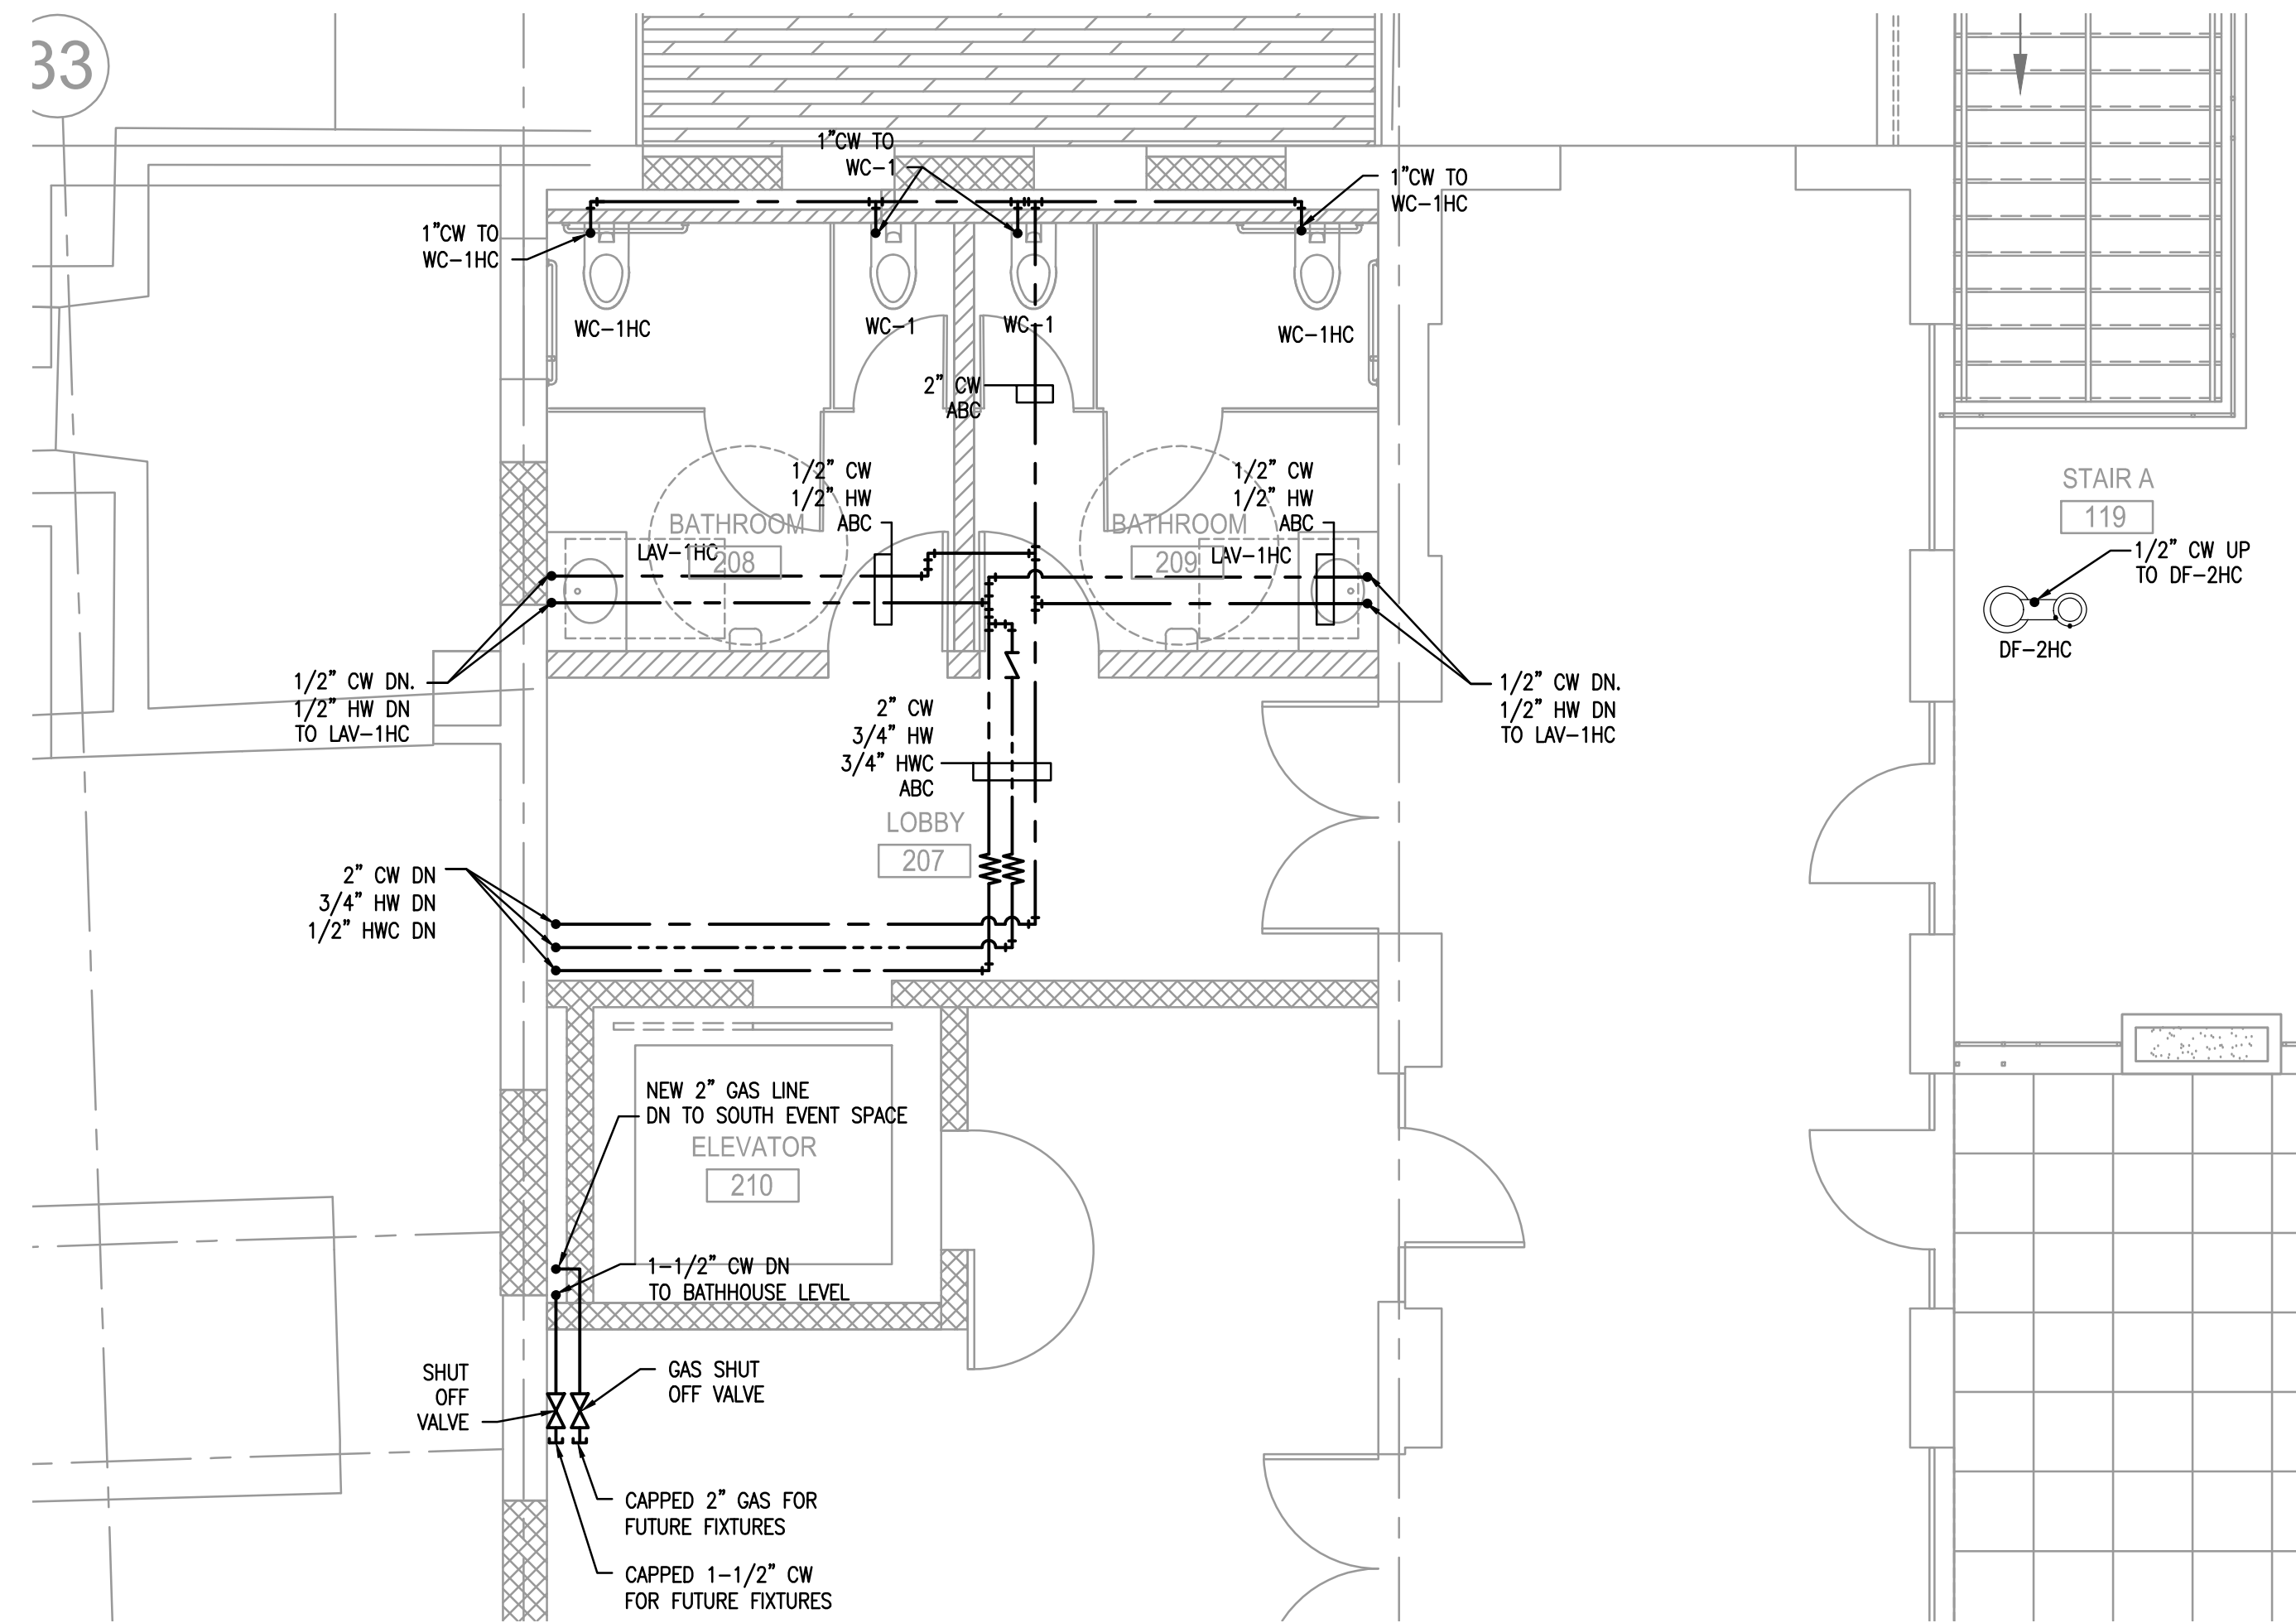 33
1"CW TO
WC-1
1"CW TO
WC-1HC
1"CW TO
WC-1HC
WC-1HC
WC-1
WC-1
WC-1HC
2" CW
ABC
1/2" CW
1/2" HW
ABC
1/2" CW
1/2" HW
ABC
BATHROOM
208
LAV-1HC
BATHROOM
209
LAV-1HC
STAIR A
119
1/2" CW UP
TO DF-2HC
DF-2HC
1/2" CW DN.
1/2" HW DN
TO LAV-1HC
1/2" CW DN.
1/2" HW DN
TO LAV-1HC
2" CW
3/4" HW
3/4" HWC
ABC
LOBBY
207
2" CW DN
3/4" HW DN
1/2" HWC DN
NEW 2" GAS LINE
DN TO SOUTH EVENT SPACE
ELEVATOR
210
1-1/2" CW DN
TO BATHHOUSE LEVEL
SHUT
OFF
VALVE
GAS SHUT
OFF VALVE
CAPPED 2" GAS FOR
FUTURE FIXTURES
CAPPED 1-1/2" CW
FOR FUTURE FIXTURES